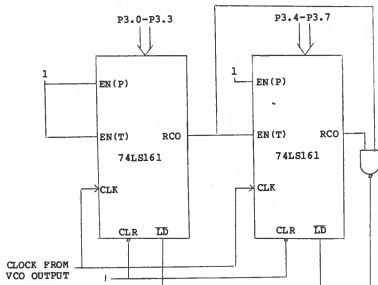 P3.0-P3.3
P3.4-P3.7
1
EN(P)
1
EN(P)
EN(T)
RCO
EN(T)
RCO
74LS161
74LS161
CLK
CLK
CLR
LD
CLR
LD
CLOCK FROM
VCO OUTPUT
1